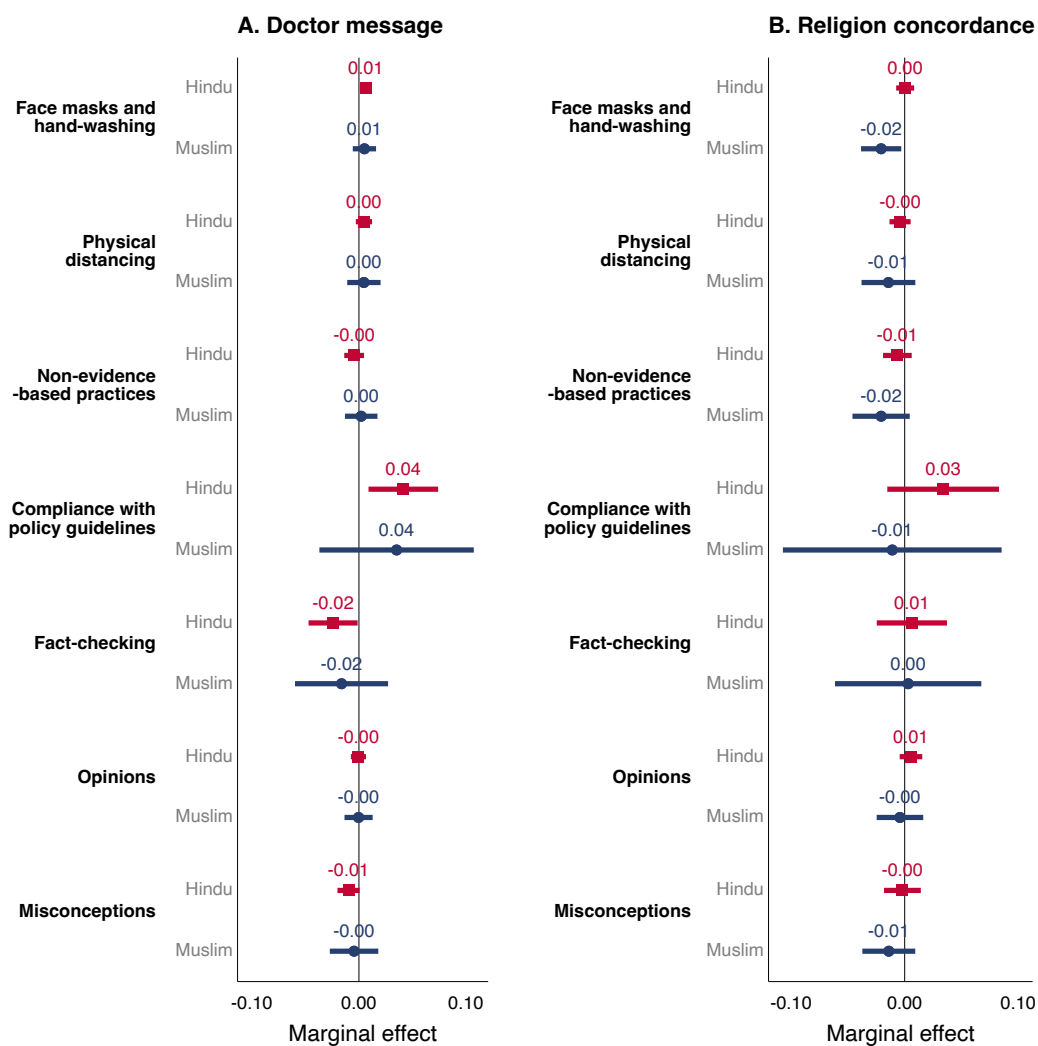 A. Doctor message
Face masks and
hand-washing
Hindu
0.01
Muslim
0.01
Physical
distancing
Hindu
0.00
Muslim
0.00
Non-evidence
-based practices
Hindu
-0.00
Muslim
0.00
Compliance with
policy guidelines
Hindu
0.04
Muslim
0.04
Fact-checking
Hindu
-0.02
Muslim
-0.02
Opinions
Hindu
-0.00
Muslim
-0.00
Misconceptions
Hindu
-0.01
Muslim
-0.00
-0.10 0.00 0.10
Marginal effect
B. Religion concordance
Face masks and
hand-washing
Hindu
0.00
Muslim
-0.02
Physical
distancing
Hindu
-0.00
Muslim
-0.01
Non-evidence
-based practices
Hindu
-0.01
Muslim
-0.02
Compliance with
policy guidelines
Hindu
0.03
Muslim
-0.01
Fact-checking
Hindu
0.01
Muslim
0.00
Opinions
Hindu
0.01
Muslim
-0.00
Misconceptions
Hindu
-0.00
Muslim
-0.01
-0.10 0.00 0.10
Marginal effect